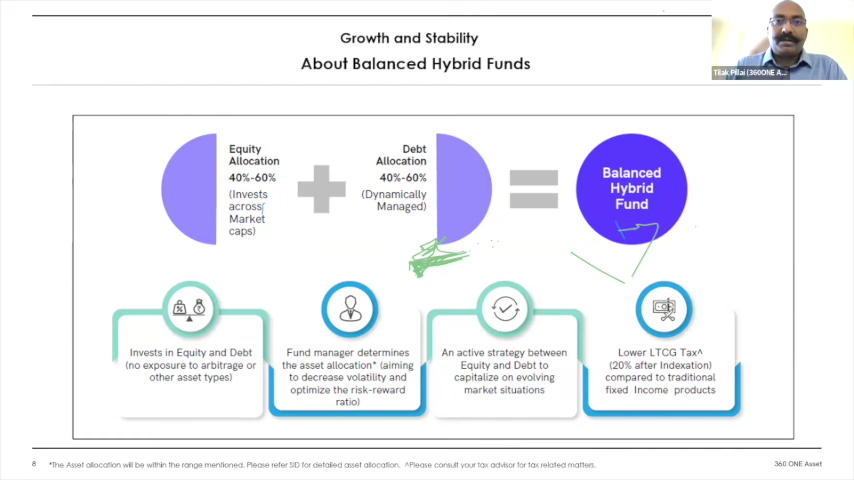 Growth and Stability
About Balanced Hybrid Funds
Tilak Pillai (360ONE A...
Equity
Allocation
40%-60%
(Invests
across
Market
caps)
Debt
Allocation
40%-60%
(Dynamically
Managed)
Balanced
Hybrid
Fund
Invests in Equity and Debt
(no exposure to arbitrage or
other asset types)
Fund manager determines
the asset allocation* (aiming
to decrease volatility and
optimize the risk-reward
ratio)
An active strategy between
Equity and Debt to
capitalize on evolving
market situations
Lower LTCG Tax^
(20% after Indexation)
compared to traditional
fixed Income products
8 *The Asset allocation will be within the range mentioned. Please refer SID for detailed asset allocation. ^Please consult your tax advisor for tax related matters. 360 ONE Asset